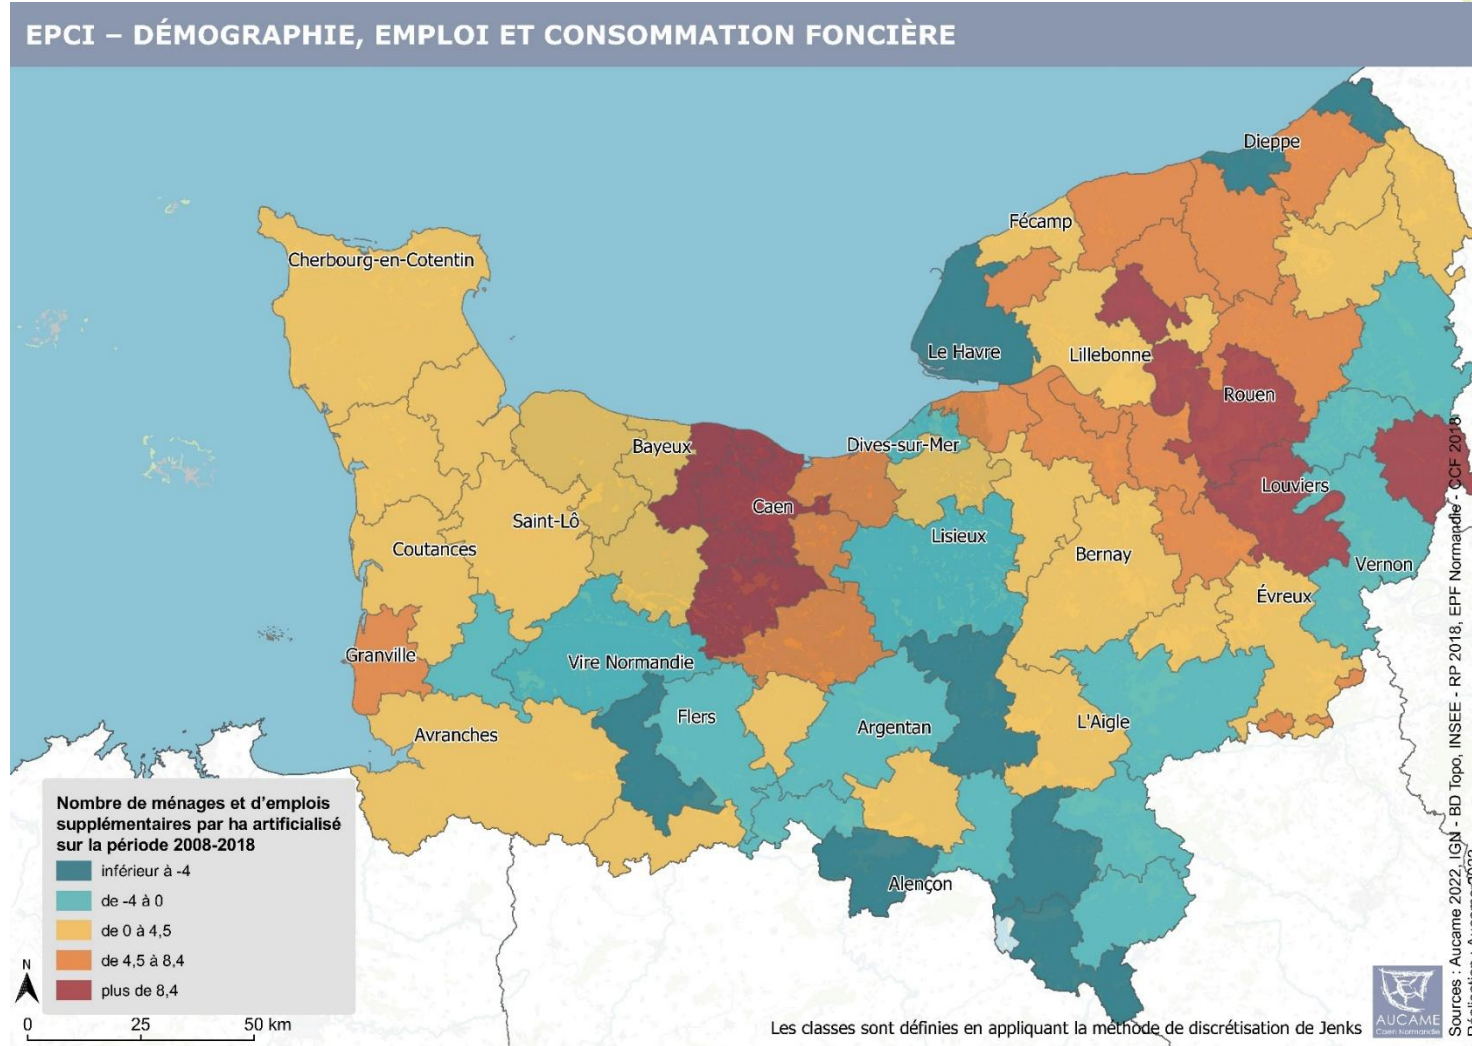 EPCI – DÉMOGRAPHIE, EMPLOI ET CONSOMMATION FONCIÈRE
Dieppe
Fécamp
Cherbourg-en-Cotentin
Le Havre
Lillebonne
Rouen
Bayeux
Dives-sur-Mer
Louviers
Caen
Saint-Lô
Lisieux
Coutances
Bernay
Vernon
Évreux
Granville
Vire Normandie
Flers
Argentan
L'Aigle
Avranches
Alençon
Nombre de ménages et d'emplois
supplémentaires par ha artificialisé
sur la période 2008-2018
inférieur à -4
de -4 à 0
de 0 à 4,5
de 4,5 à 8,4
plus de 8,4
N
0 25 50 km
Les classes sont définies en appliquant la méthode de discrétisation de Jenks
AUCAME
Caen Normandie
Sources : Aucame 2022, IGN - BD Topo, INSEE - RP 2018, EPF Normandie - CCF 2018